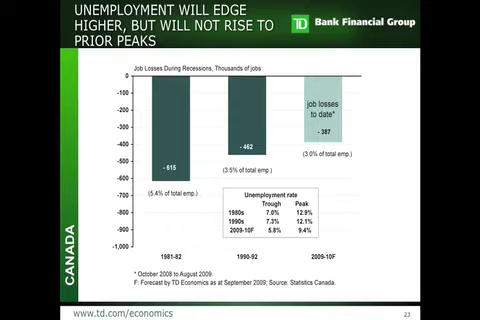 UNEMPLOYMENT WILL EDGE
HIGHER, BUT WILL NOT RISE TO
PRIOR PEAKS
TD Bank Financial Group
Job Losses During Recessions, Thousands of jobs
0
-100
-200
-300
-400
-500
-600
-700
-800
-900
-1,000
- 615
(5.4% of total emp.)
- 462
(3.5% of total emp.)
job losses
to date*
- 387
(3.0% of total emp.)
Unemployment rate
Trough Peak
1980s 7.0% 12.9%
1990s 7.3% 12.1%
2009-10F 5.8% 9.4%
1981-82 1990-92 2009-10F
* October 2008 to August 2009.
F: Forecast by TD Economics as at September 2009; Source: Statistics Canada.
CANADA
www.td.com/economics
23